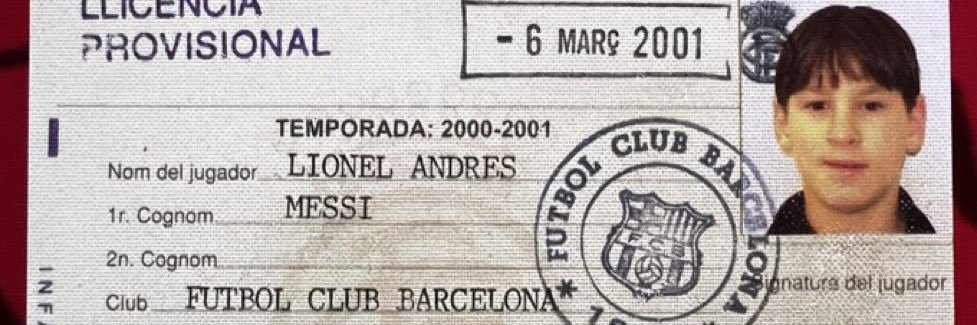 LLICENCIA
PROVISIONAL
- 6 MARÇ 2001
TEMPORADA: 2000-2001
Nom del jugador LIONEL ANDRES
1r. Cognom MESSI
2n. Cognom
Club FUTBOL CLUB BARCELONA
FUTBOL CLUB BARCELONA
FCB
Signatura del jugador